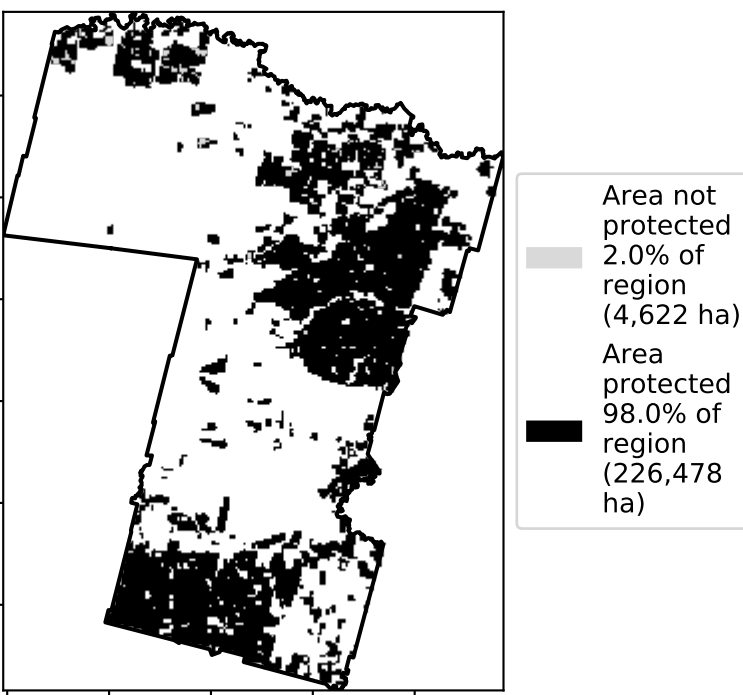 Area not
protected
2.0% of
region
(4,622 ha)
Area
protected
98.0% of
region
(226,478
ha)